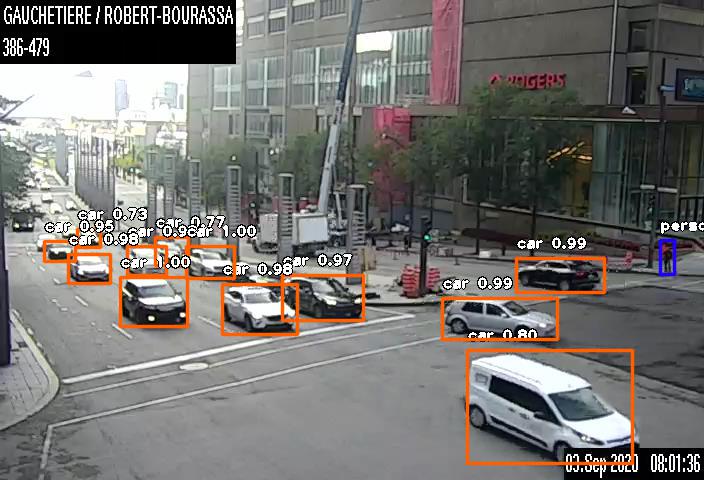 GAUCHETIERE / ROBERT-BOURASSA
386-479
ROGERS
car 0.73
car 0.77
car 0.95
car 1.00
car 0.98
car 1.00
car 0.98
car 0.97
car 0.99
car 0.99
car 0.80
perso
03 Sep 2020 08:01:36